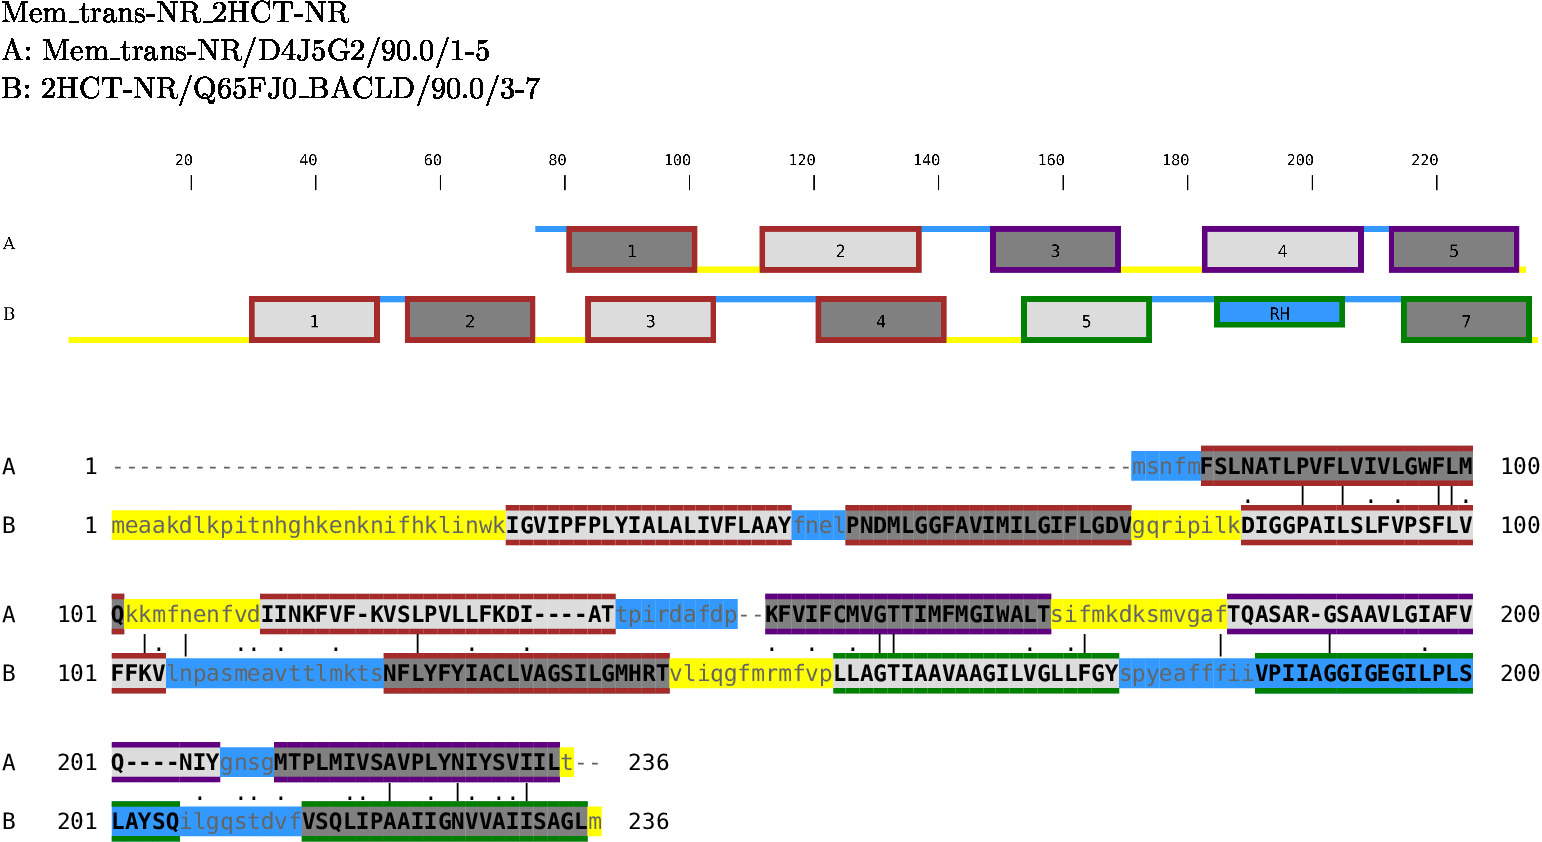 Mem_trans-NR_2HCT-NR
A: Mem_trans-NR/D4J5G2/90.0/1-5
B: 2HCT-NR/Q65FJ0_BACLD/90.0/3-7
20 40 60 80 100 120 140 160 180 200 220
A 1 2 3 4 5
B 1 2 3 4 5 RH 7
A 1 ---------------------------------------------------------------------------msnfmFSLNATLPVFLVIVLGWFLM 100
B 1 meaakdlkpitnhghkenknifhklinwkIGVIPFPLYIALALIVFLAAYfnelPNDMLGGFAVIMILGIFLGDVgqripilkDIGGPAILSLFVPSFLV 100
A 101 QkkmfnenfvdIINKFVF-KVSLPVLLFKDI----ATtpirdafdp--KFVIFCMVGTTIMFMGIWALTsifmkdksmvgafTQASAR-GSAAVLGIAFV 200
B 101 FFKVlnpasmeavttlmktsNFLYFYIACLVAGSILGMHRTvliqgfmrmfvpLLAGTIAAVAAGILVGLLFGYspyeafffiiVPIIAGGIGEGILPLS 200
A 201 Q----NIYgnsgMTPLMIVSAVPLYNIYSVIILt-- 236
B 201 LAYSQilgqstdvfVSQLIPAAIIGNVVAIISAGLm 236